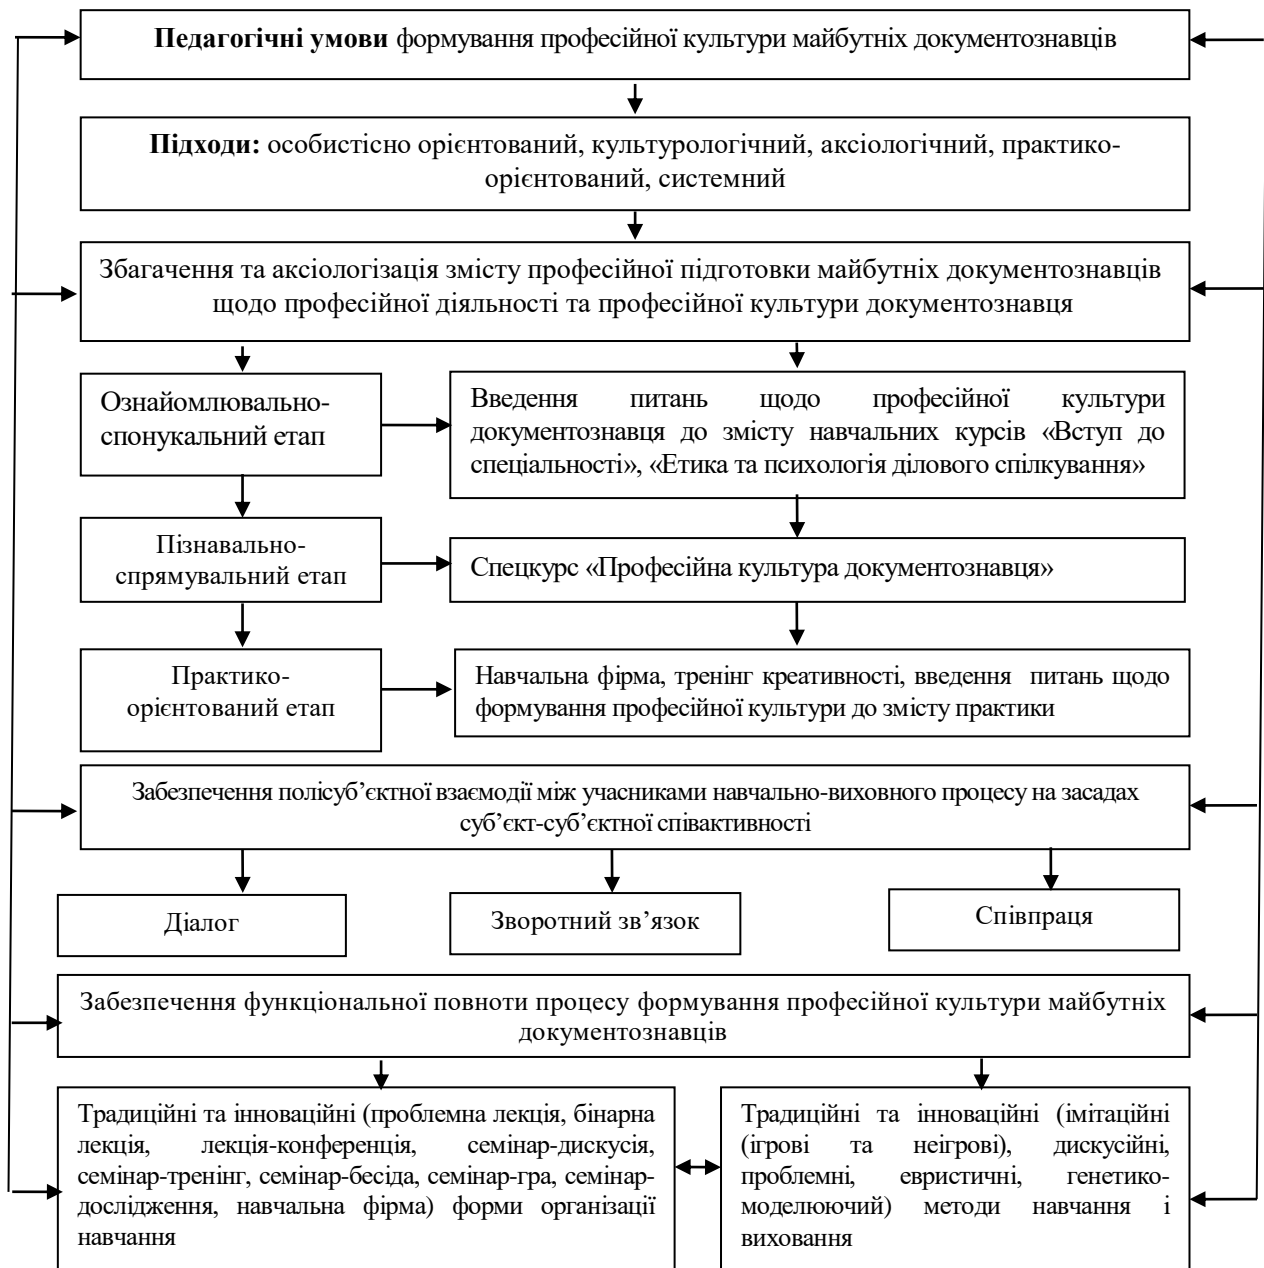 Педагогічні умови формування професійної культури майбутніх документознавців
Підходи: особистісно орієнтований, культурологічний, аксіологічний, практико-
орієнтований, системний
Збагачення та аксіологізація змісту професійної підготовки майбутніх документознавців
щодо професійної діяльності та професійної культури документознавця
Ознайомлювально-
спонукальний етап
Введення питань щодо професійної культури
документознавця до змісту навчальних курсів «Вступ до
спеціальності», «Етика та психологія ділового спілкування»
Пізнавально-
спрямувальний етап
Спецкурс «Професійна культура документознавця»
Практико-
орієнтований етап
Навчальна фірма, тренінг креативності, введення питань щодо
формування професійної культури до змісту практики
Забезпечення полісуб’єктної взаємодії між учасниками навчально-виховного процесу на засадах
суб’єкт-суб’єктної співактивності
Діалог
Зворотний зв’язок
Співпраця
Забезпечення функціональної повноти процесу формування професійної культури майбутніх
документознавців
Традиційні та інноваційні (проблемна лекція, бінарна
лекція, лекція-конференція, семінар-дискусія,
семінар-тренінг, семінар-бесіда, семінар-гра, семінар-
дослідження, навчальна фірма) форми організації
навчання
Традиційні та інноваційні (імітаційні
(ігрові та неігрові), дискусійні,
проблемні, евристичні, генетико-
моделюючий) методи навчання і
виховання